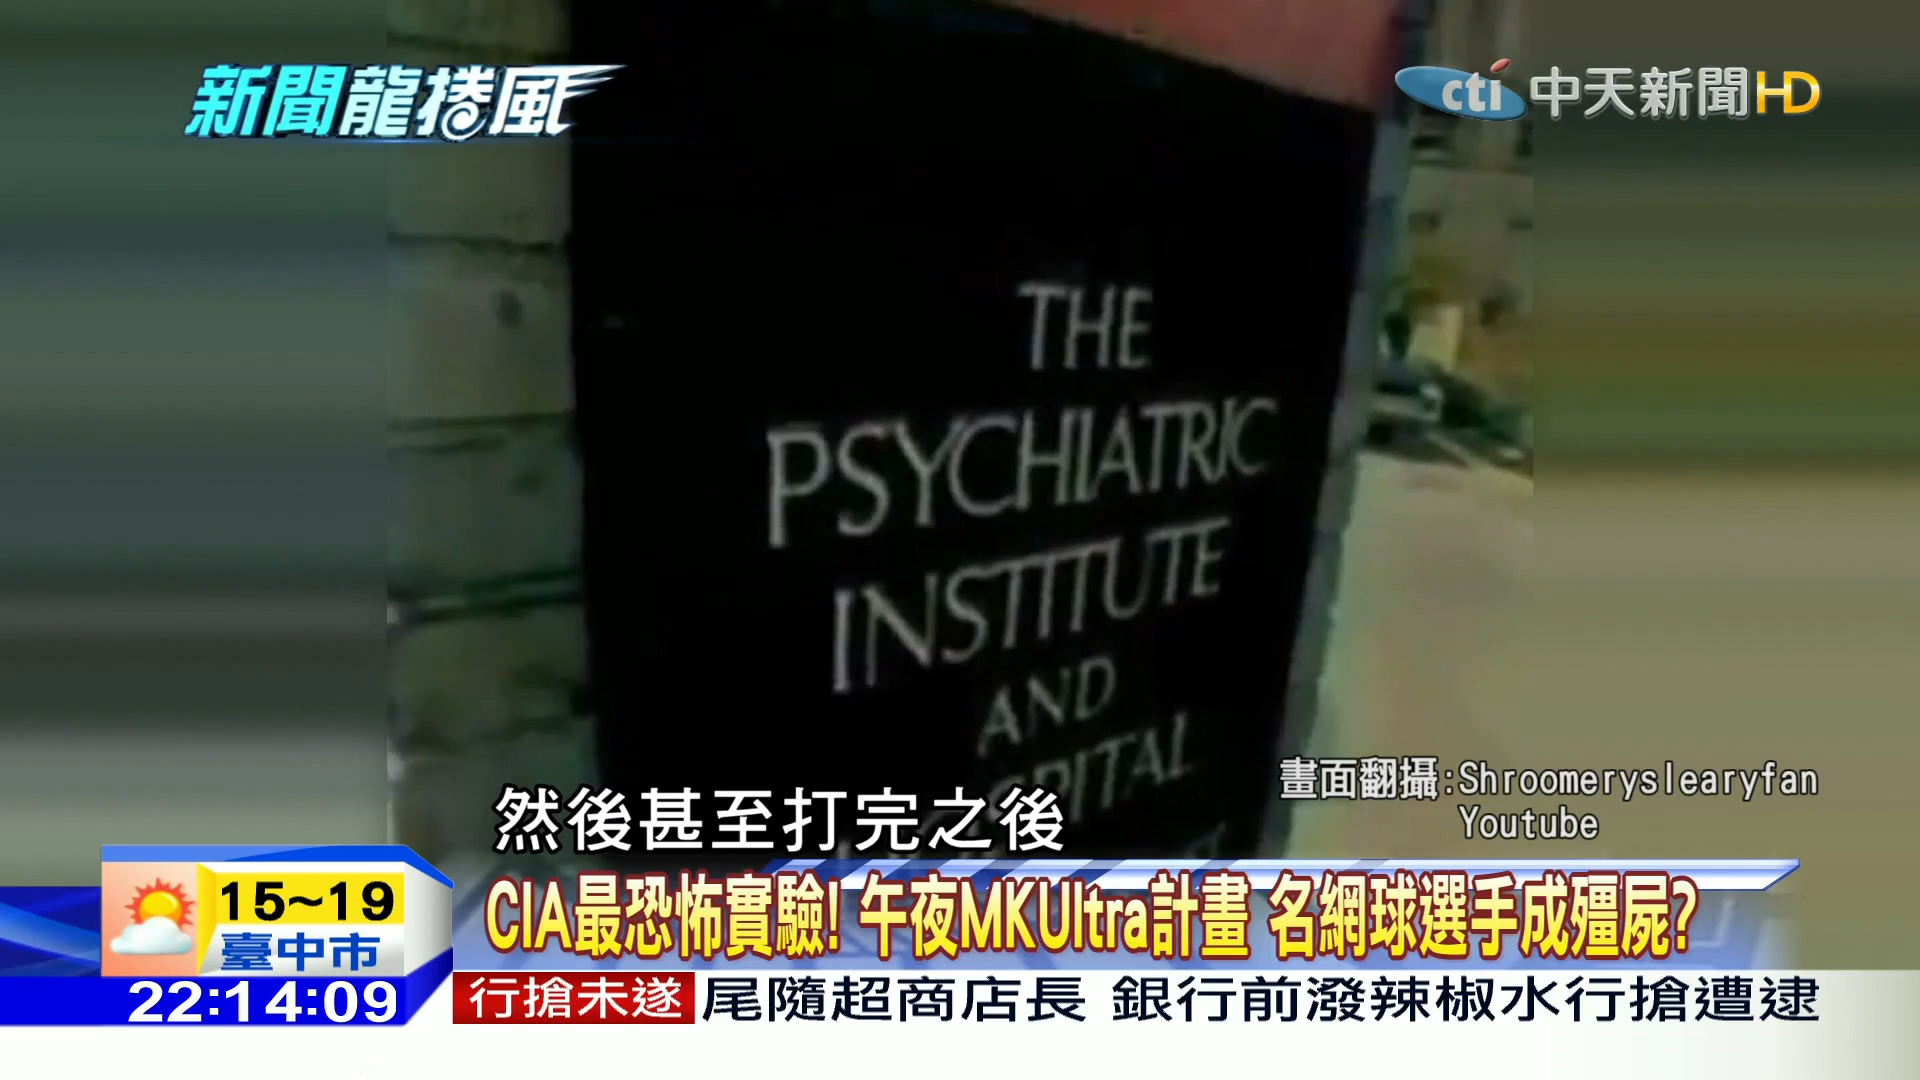 新聞龍捲風
cti 中天新聞HD
THE
PSYCHIATRIC
INSTITUTE
AND
畫面翻攝:Shroomeryslearyfan
Youtube
然後甚至打完之後
CIA最恐怖實驗! 午夜MKUltra計畫 名網球選手成殭屍?
15~19
臺中市
22:14:09
行搶未遂 尾隨超商店長 銀行前潑辣椒水行搶遭逮